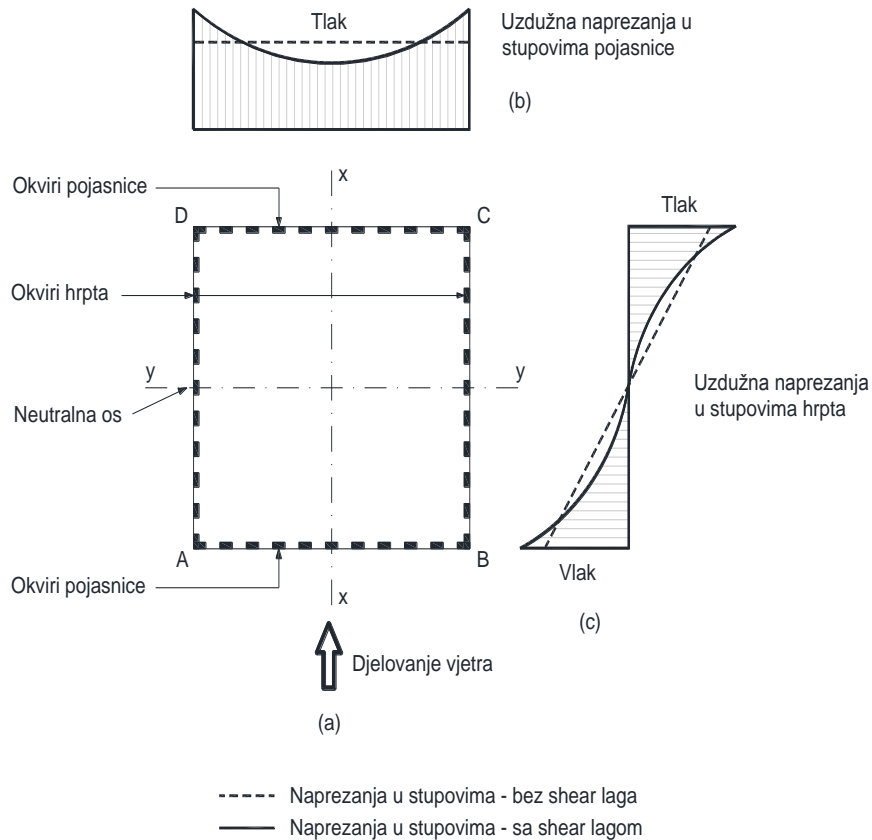 Tlak
Uzdužna naprezanja u
stupovima pojasnice
(b)
x
Okviri pojasnice
D
C
Tlak
Okviri hrpta
y
y
Uzdužna naprezanja
u stupovima hrpta
Neutralna os
A
B
Okviri pojasnice
Vlak
x
(c)
Djelovanje vjetra
(a)
Naprezanja u stupovima - bez shear laga
Naprezanja u stupovima - sa shear lagom